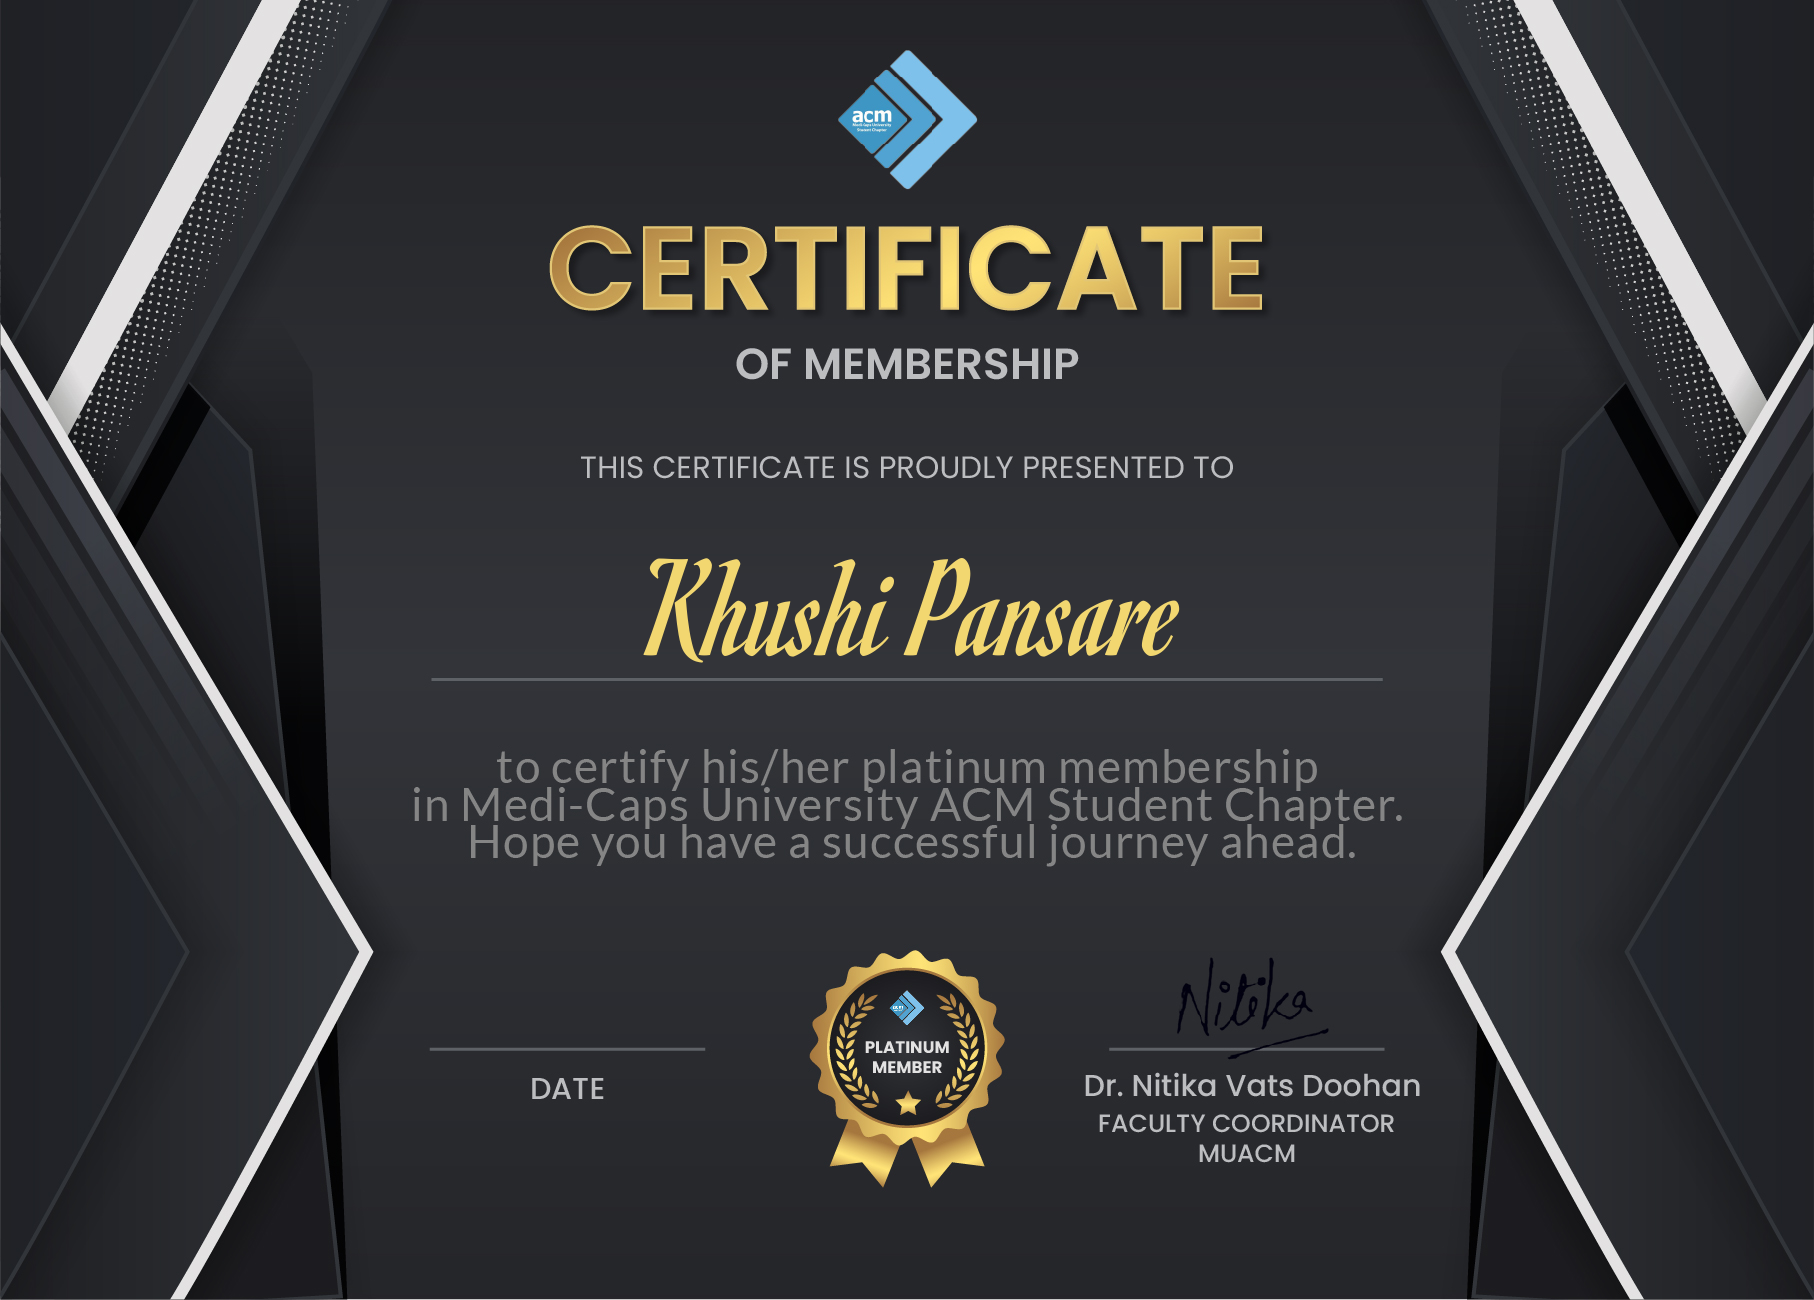 acm
Medi-Caps University
Student Chapter
CERTIFICATE
OF MEMBERSHIP
THIS CERTIFICATE IS PROUDLY PRESENTED TO
Khushi Pansare
to certify his/her platinum membership
in Medi-Caps University ACM Student Chapter.
Hope you have a successful journey ahead.
PLATINUM
MEMBER
DATE
Nitika
Dr. Nitika Vats Doohan
FACULTY COORDINATOR
MUACM